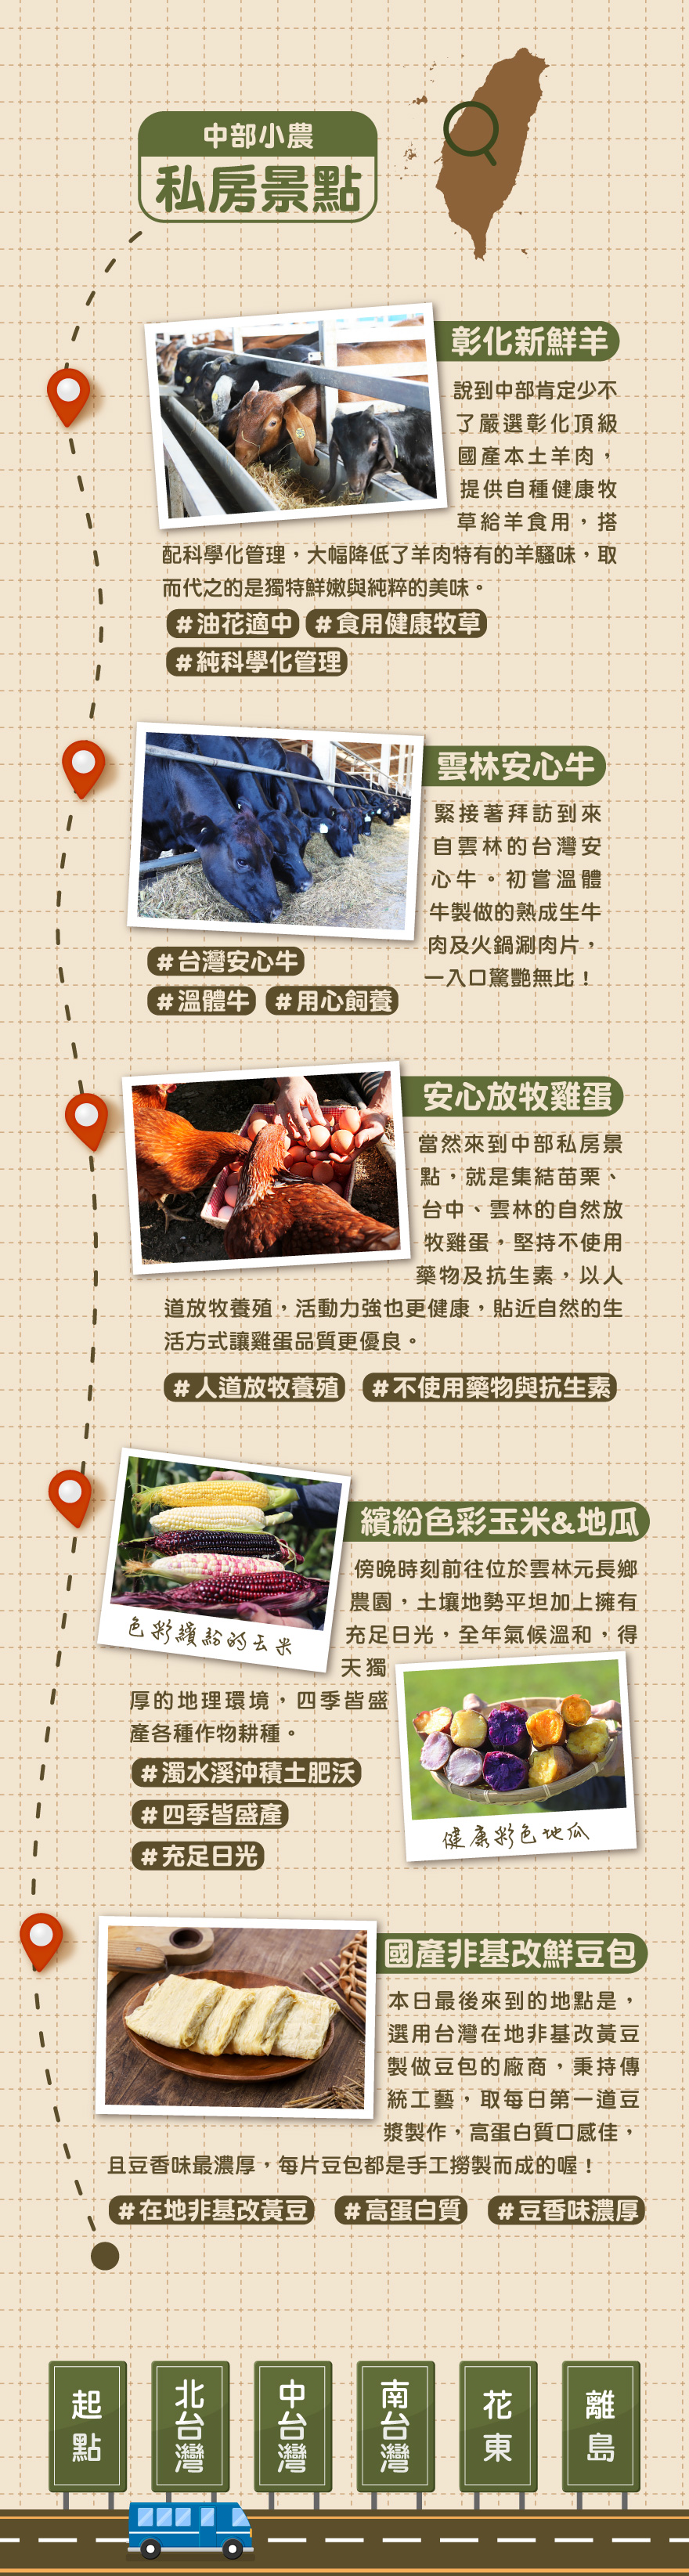 中部小農
私房景點
彰化新鮮羊
說到中部肯定少不
了嚴選彰化頂級
國產本土羊肉，
提供自種健康牧
草給羊食用，搭
配科學化管理，大幅降低了羊肉特有的羊騷味，取
而代之的是獨特鮮嫩與純粹的美味。
#油花適中 #食用健康牧草
#純科學化管理
雲林安心牛
緊接著拜訪到來
自雲林的台灣安
心牛。初嘗溫體
牛製做的熟成生牛
肉及火鍋涮肉片，
一入口驚艷無比！
#台灣安心牛
#溫體牛 #用心飼養
安心放牧雞蛋
當然來到中部私房景
點，就是集結苗栗、
台中、雲林的自然放
牧雞蛋，堅持不使用
藥物及抗生素，以人
道放牧養殖，活動力強也更健康，貼近自然的生
活方式讓雞蛋品質更優良。
#人道放牧養殖 #不使用藥物與抗生素
繽紛色彩玉米&地瓜
傍晚時刻前往位於雲林元長鄉
農園，土壤地勢平坦加上擁有
充足日光，全年氣候溫和，得
天獨
厚的地理環境，四季皆盛
產各種作物耕種。
色彩繽紛的玉米
#濁水溪沖積土肥沃
#四季皆盛產
#充足日光
健康彩色地瓜
國產非基改鮮豆包
本日最後來到的地點是，
選用台灣在地非基改黃豆
製做豆包的廠商，秉持傳
統工藝，取每日第一道豆
漿製作，高蛋白質口感佳，
且豆香味最濃厚，每片豆包都是手工撈製而成的喔！
#在地非基改黃豆 #高蛋白質 #豆香味濃厚
起點
北台灣
中台灣
南台灣
花東
離島